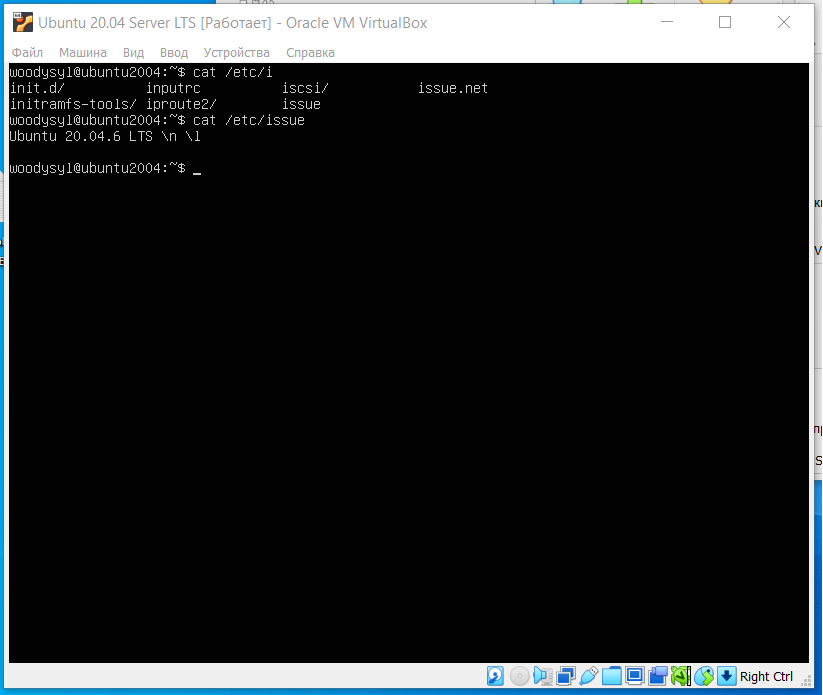 Ubuntu 20.04 Server LTS [Работает] - Oracle VM VirtualBox
Файл Машина Вид Ввод Устройства Справка
woodysyl@ubuntu2004:~$ cat /etc/i
init.d/ inputrc iscsi/ issue.net
initramfs-tools/ iproute2/ issue
woodysyl@ubuntu2004:~$ cat /etc/issue
Ubuntu 20.04.6 LTS \n \l
woodysyl@ubuntu2004:~$ _
Right Ctrl